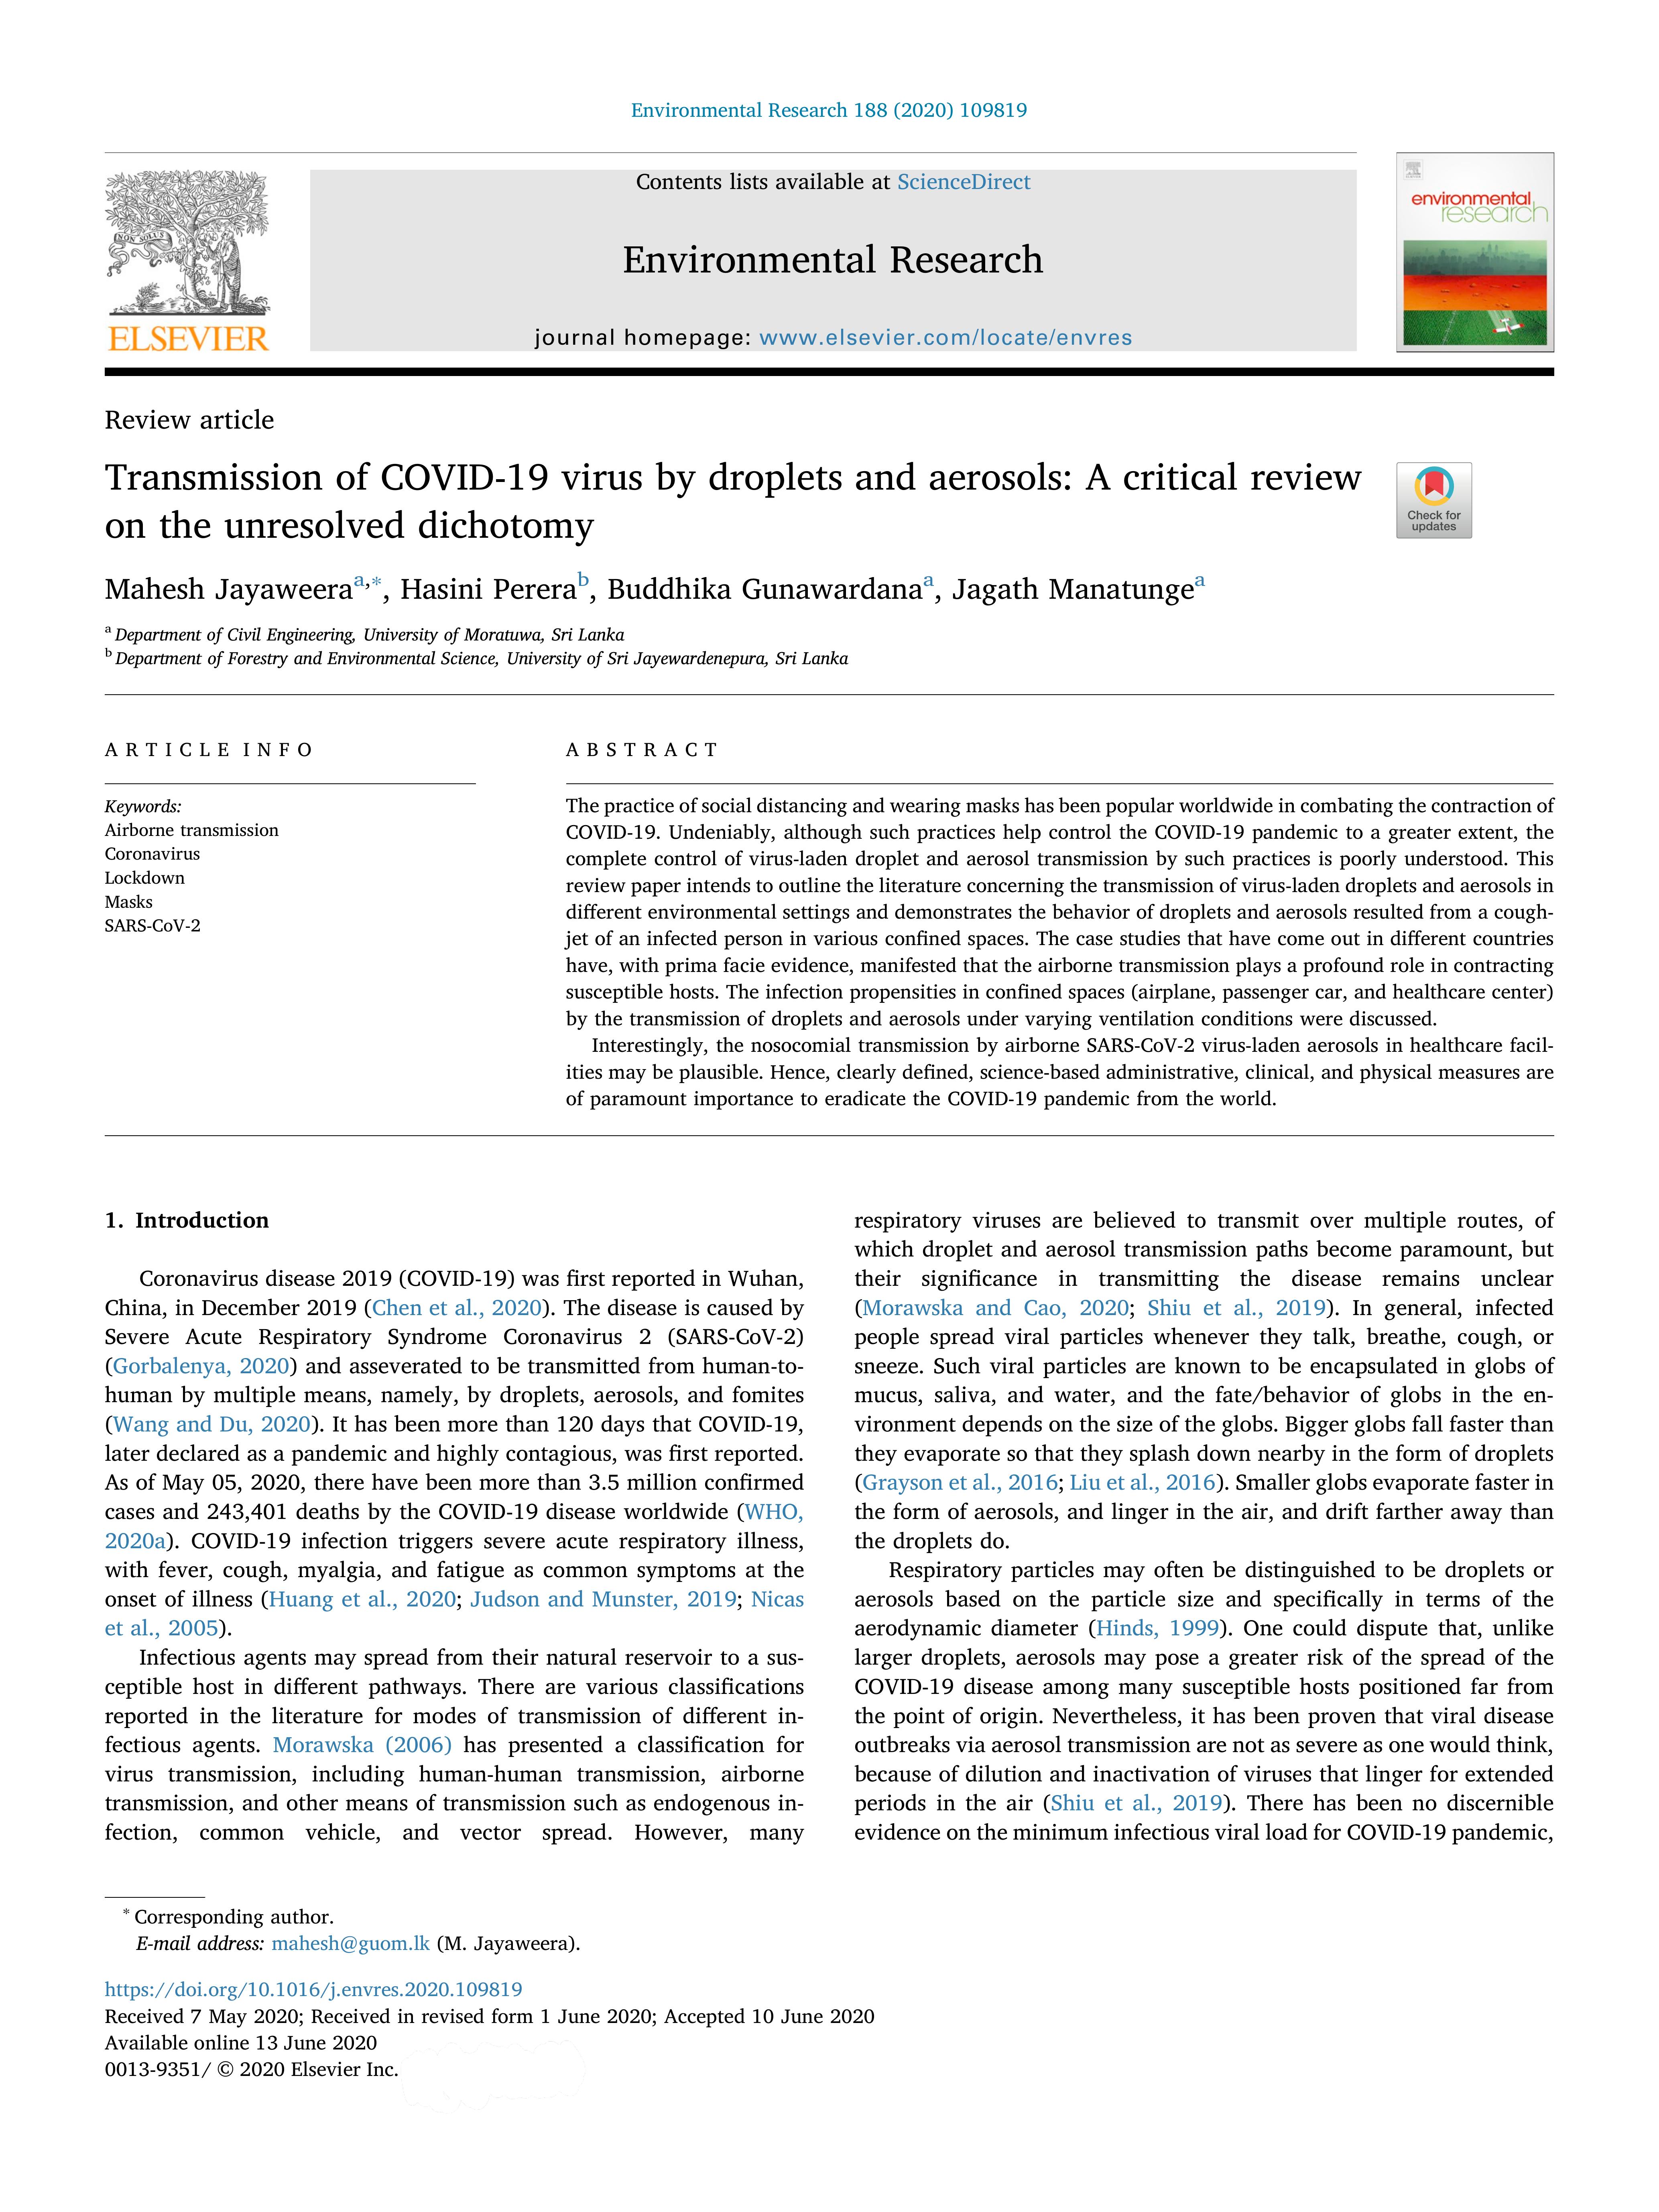 Environmental Research 188 (2020) 109819
Contents lists available at ScienceDirect
Environmental Research
journal homepage: www.elsevier.com/locate/envres
NON SOLUS
ELSEVIER
ELSEVIER
environmental
research
Review article
Transmission of COVID-19 virus by droplets and aerosols: A critical review
on the unresolved dichotomy
Check for
updates
Mahesh Jayaweera a,*, Hasini Perera b, Buddhika Gunawardana a, Jagath Manatunge a
a Department of Civil Engineering, University of Moratuwa, Sri Lanka
b Department of Forestry and Environmental Science, University of Sri Jayewardenepura, Sri Lanka
ARTICLE INFO
Keywords:
Airborne transmission
Coronavirus
Lockdown
Masks
SARS-CoV-2
ABSTRACT
The practice of social distancing and wearing masks has been popular worldwide in combating the contraction of
COVID-19. Undeniably, although such practices help control the COVID-19 pandemic to a greater extent, the
complete control of virus-laden droplet and aerosol transmission by such practices is poorly understood. This
review paper intends to outline the literature concerning the transmission of virus-laden droplets and aerosols in
different environmental settings and demonstrates the behavior of droplets and aerosols resulted from a cough-
jet of an infected person in various confined spaces. The case studies that have come out in different countries
have, with prima facie evidence, manifested that the airborne transmission plays a profound role in contracting
susceptible hosts. The infection propensities in confined spaces (airplane, passenger car, and healthcare center)
by the transmission of droplets and aerosols under varying ventilation conditions were discussed.
Interestingly, the nosocomial transmission by airborne SARS-CoV-2 virus-laden aerosols in healthcare facil-
ities may be plausible. Hence, clearly defined, science-based administrative, clinical, and physical measures are
of paramount importance to eradicate the COVID-19 pandemic from the world.
1. Introduction
Coronavirus disease 2019 (COVID-19) was first reported in Wuhan,
China, in December 2019 (Chen et al., 2020). The disease is caused by
Severe Acute Respiratory Syndrome Coronavirus 2 (SARS-CoV-2)
(Gorbalenya, 2020) and asseverated to be transmitted from human-to-
human by multiple means, namely, by droplets, aerosols, and fomites
(Wang and Du, 2020). It has been more than 120 days that COVID-19,
later declared as a pandemic and highly contagious, was first reported.
As of May 05, 2020, there have been more than 3.5 million confirmed
cases and 243,401 deaths by the COVID-19 disease worldwide (WHO,
2020a). COVID-19 infection triggers severe acute respiratory illness,
with fever, cough, myalgia, and fatigue as common symptoms at the
onset of illness (Huang et al., 2020; Judson and Munster, 2019; Nicas
et al., 2005).
Infectious agents may spread from their natural reservoir to a sus-
ceptible host in different pathways. There are various classifications
reported in the literature for modes of transmission of different in-
fectious agents. Morawska (2006) has presented a classification for
virus transmission, including human-human transmission, airborne
transmission, and other means of transmission such as endogenous in-
fection, common vehicle, and vector spread. However, many
respiratory viruses are believed to transmit over multiple routes, of
which droplet and aerosol transmission paths become paramount, but
their significance in transmitting the disease remains unclear
(Morawska and Cao, 2020; Shiu et al., 2019). In general, infected
people spread viral particles whenever they talk, breathe, cough, or
sneeze. Such viral particles are known to be encapsulated in globs of
mucus, saliva, and water, and the fate/behavior of globs in the en-
vironment depends on the size of the globs. Bigger globs fall faster than
they evaporate so that they splash down nearby in the form of droplets
(Grayson et al., 2016; Liu et al., 2016). Smaller globs evaporate faster in
the form of aerosols, and linger in the air, and drift farther away than
the droplets do.
Respiratory particles may often be distinguished to be droplets or
aerosols based on the particle size and specifically in terms of the
aerodynamic diameter (Hinds, 1999). One could dispute that, unlike
larger droplets, aerosols may pose a greater risk of the spread of the
COVID-19 disease among many susceptible hosts positioned far from
the point of origin. Nevertheless, it has been proven that viral disease
outbreaks via aerosol transmission are not as severe as one would think,
because of dilution and inactivation of viruses that linger for extended
periods in the air (Shiu et al., 2019). There has been no discernible
evidence on the minimum infectious viral load for COVID-19 pandemic,
* Corresponding author.
E-mail address: mahesh@guom.lk (M. Jayaweera).
https://doi.org/10.1016/j.envres.2020.109819
Received 7 May 2020; Received in revised form 1 June 2020; Accepted 10 June 2020
Available online 13 June 2020
0013-9351/ © 2020 Elsevier Inc.